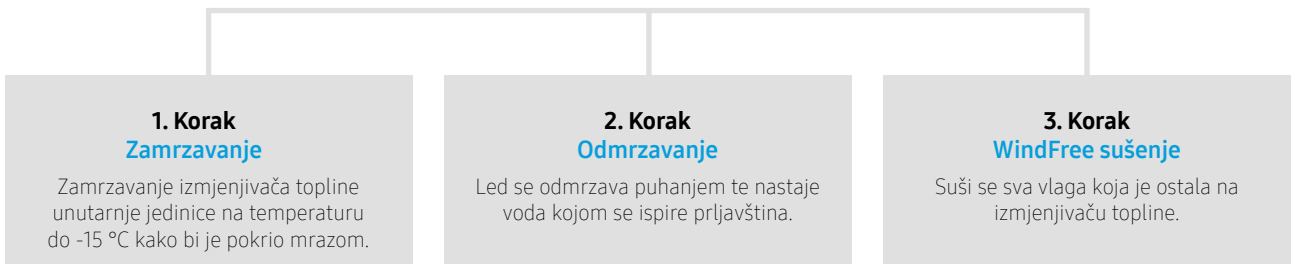 1. Korak
Zamrzavanje
Zamrzavanje izmjenjivača topline
unutarnje jedinice na temperaturu
do -15 °C kako bi je pokrio mrazom.
2. Korak
Odmrzavanje
Led se odmrzava puhanjem te nastaje
voda kojom se ispire prljavština.
3. Korak
WindFree sušenje
Suši se sva vlaga koja je ostala na
izmjenjivaču topline.